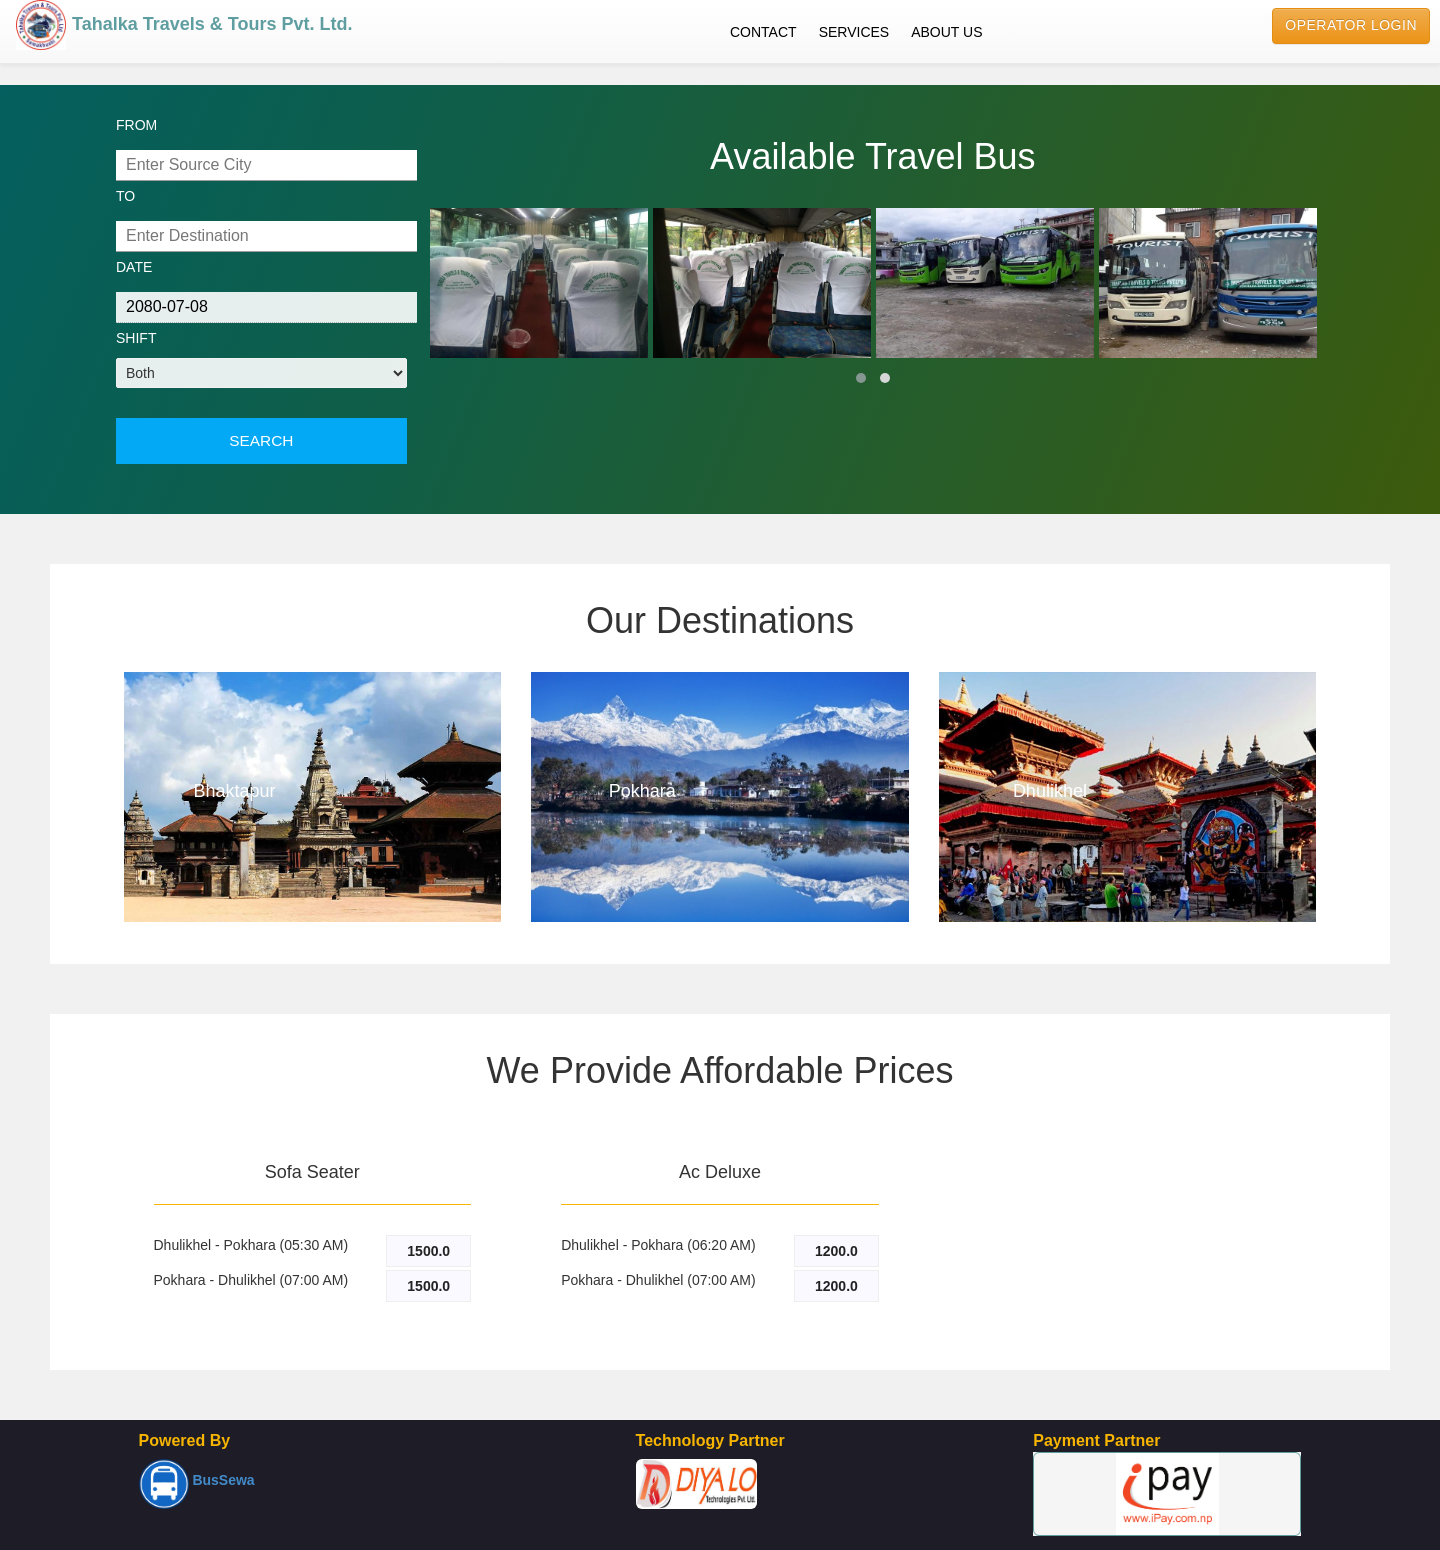 Tahalka Travels & Tours Pvt. Ltd.
CONTACT SERVICES ABOUT US
OPERATOR LOGIN
FROM
Enter Source City
TO
Enter Destination
DATE
2080-07-08
SHIFT
Both
SEARCH
Available Travel Bus
TOURIST
TOURIST
TOURIST
TOURIST
TOURIST
Our Destinations
Bhaktapur
Pokhara
Dhulikhel
We Provide Affordable Prices
Sofa Seater
Dhulikhel - Pokhara (05:30 AM) 1500.0
Pokhara - Dhulikhel (07:00 AM) 1500.0
Ac Deluxe
Dhulikhel - Pokhara (06:20 AM) 1200.0
Pokhara - Dhulikhel (07:00 AM) 1200.0
Powered By
BusSewa
Technology Partner
DIYALO
Technologies Pvt. Ltd.
Payment Partner
ipay
www.iPay.com.np